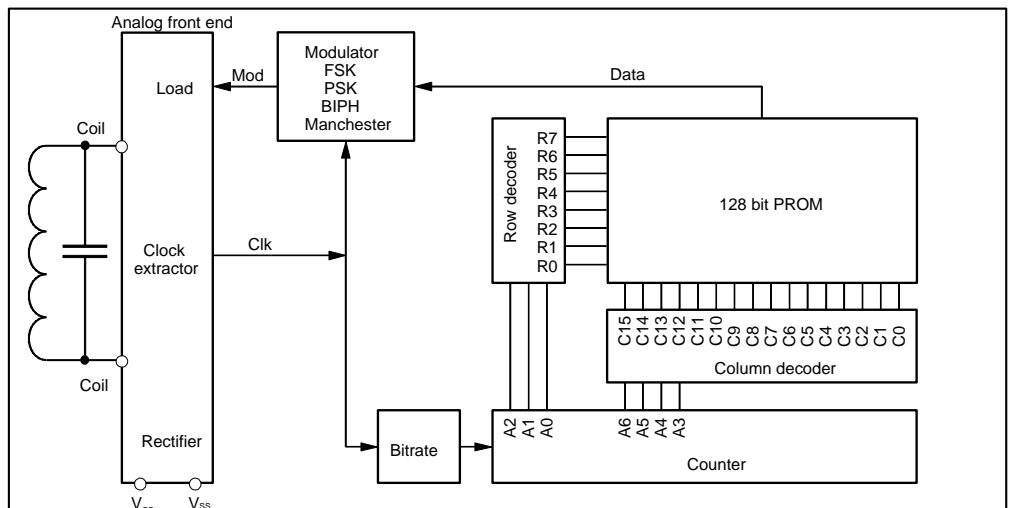 Analog front end
Load
Coil
Clock
extractor
Coil
Rectifier
VSS
Mod
Clk
Modulator
FSK
PSK
BIPH
Manchester
Data
Row decoder
R7
R6
R5
R4
R3
R2
R1
R0
128 bit PROM
C15 C14 C13 C12 C11 C10 C9 C8 C7 C6 C5 C4 C3 C2 C1 C0
Column decoder
A2 A1 A0 A6 A5 A4 A3
Bitrate
Counter